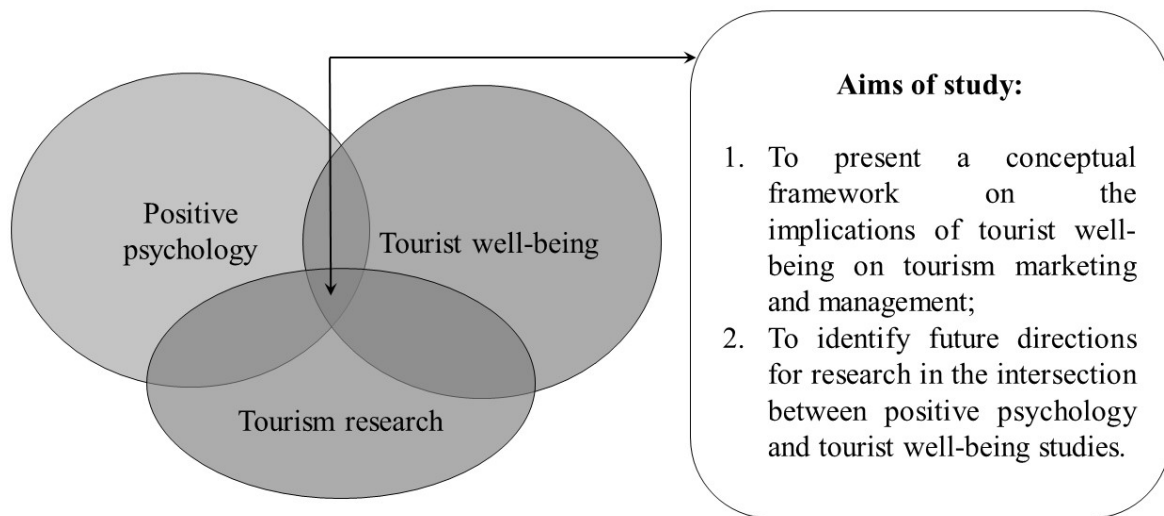 Positive
psychology
Tourist well-being
Tourism research
Aims of study:
1. To present a conceptual
framework on the
implications of tourist well-
being on tourism marketing
and management;
2. To identify future directions
for research in the intersection
between positive psychology
and tourist well-being studies.